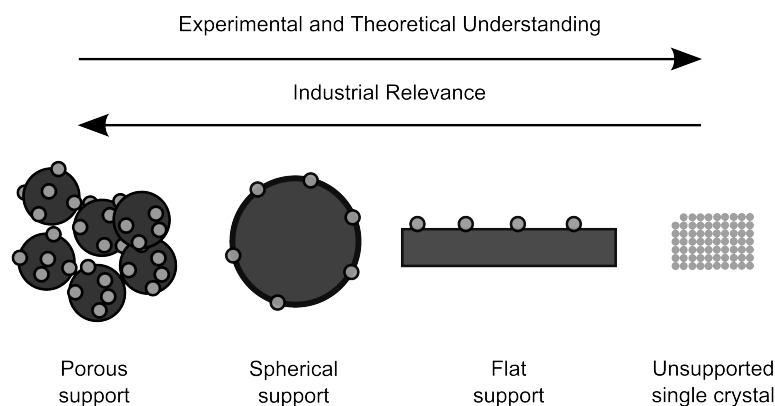 Experimental and Theoretical Understanding
Industrial Relevance
Porous
support
Spherical
support
Flat
support
Unsupported
single crystal